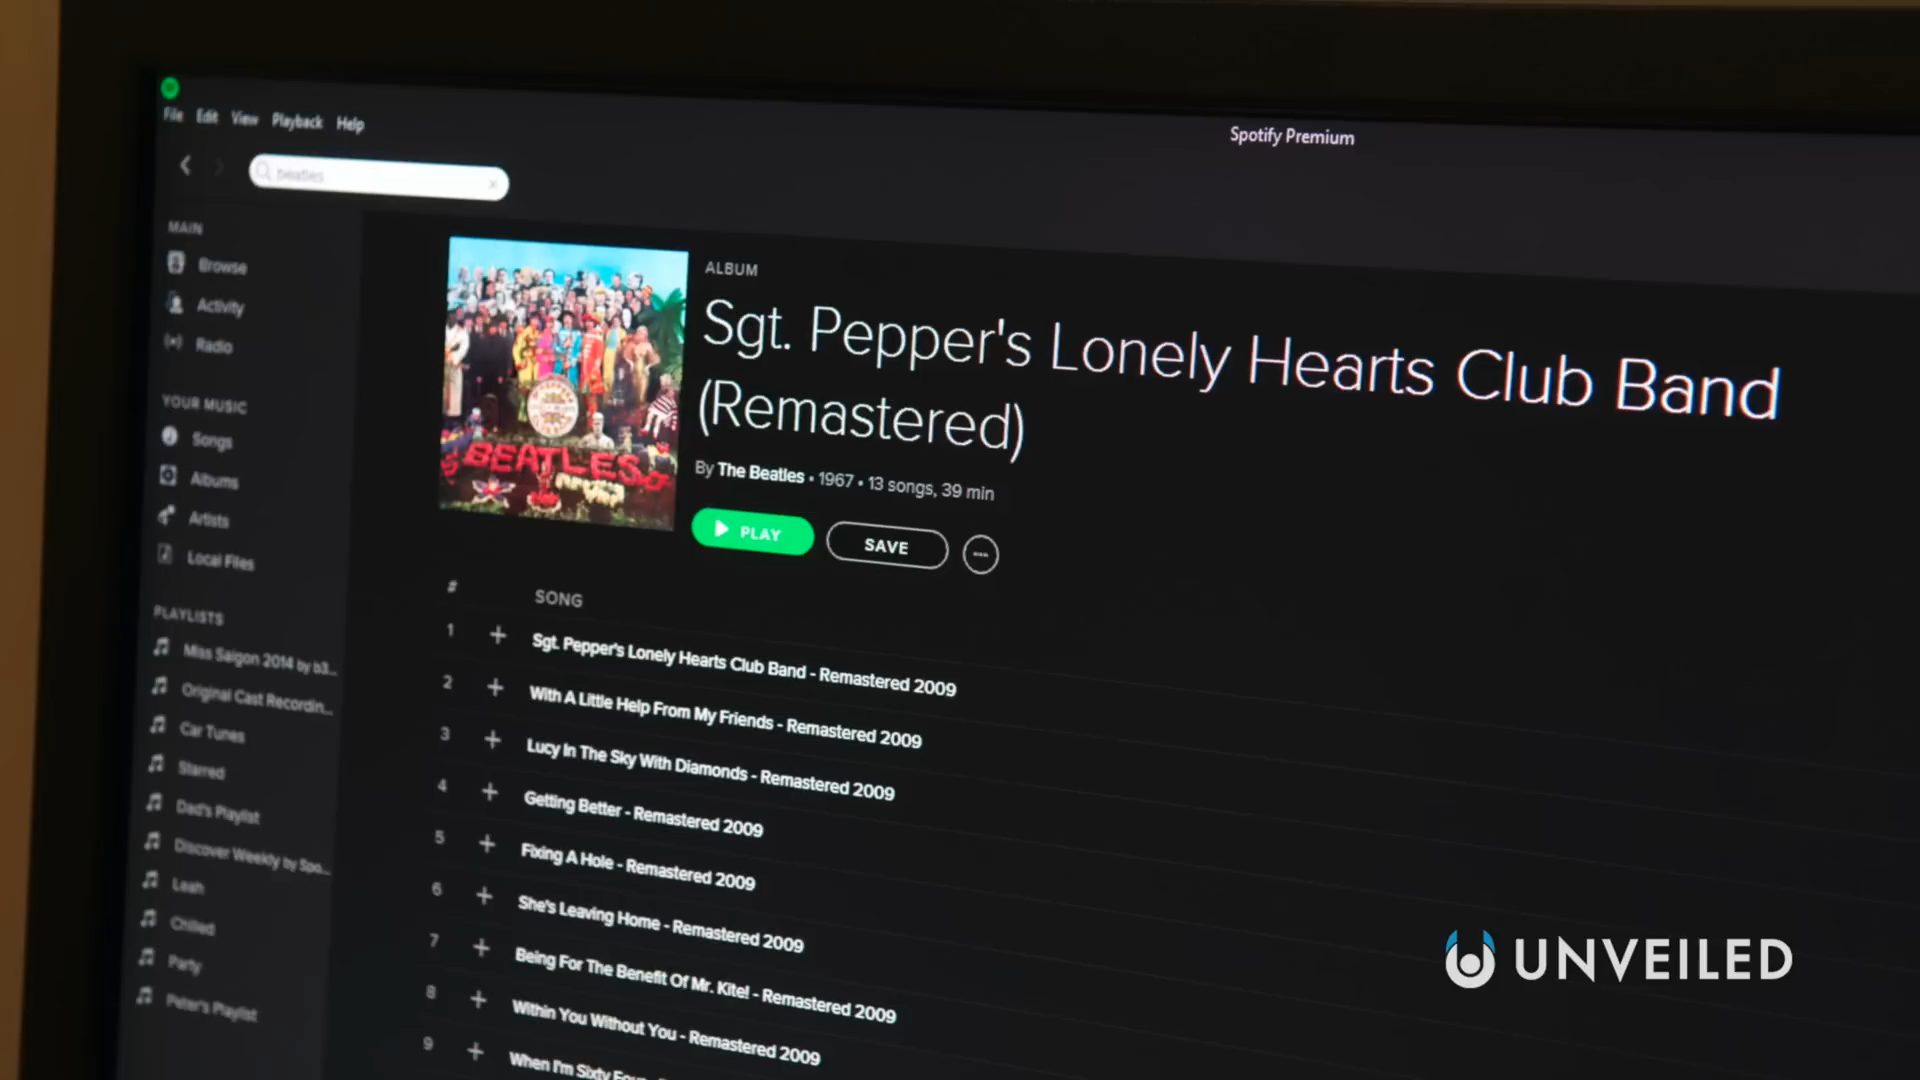 File Edit View Playback Help
Spotify Premium
beatles
MAIN
Browse
Activity
Radio
YOUR MUSIC
Songs
Albums
Artists
Local Files
PLAYLISTS
Miss Saigon 2014 by b3...
Original Cast Recordin...
Car Tunes
Starred
Dad's Playlist
Discover Weekly by Spo...
Leah
Chilled
Party
Peter's Playlist
BEATLES
ALBUM
Sgt. Pepper's Lonely Hearts Club Band
(Remastered)
By The Beatles • 1967 • 13 songs, 39 min
PLAY SAVE
# SONG
1 + Sgt. Pepper's Lonely Hearts Club Band - Remastered 2009
2 + With A Little Help From My Friends - Remastered 2009
3 + Lucy In The Sky With Diamonds - Remastered 2009
4 + Getting Better - Remastered 2009
5 + Fixing A Hole - Remastered 2009
6 + She's Leaving Home - Remastered 2009
7 + Being For The Benefit Of Mr. Kite! - Remastered 2009
8 + Within You Without You - Remastered 2009
9 + When I'm Sixty
UNVEILED